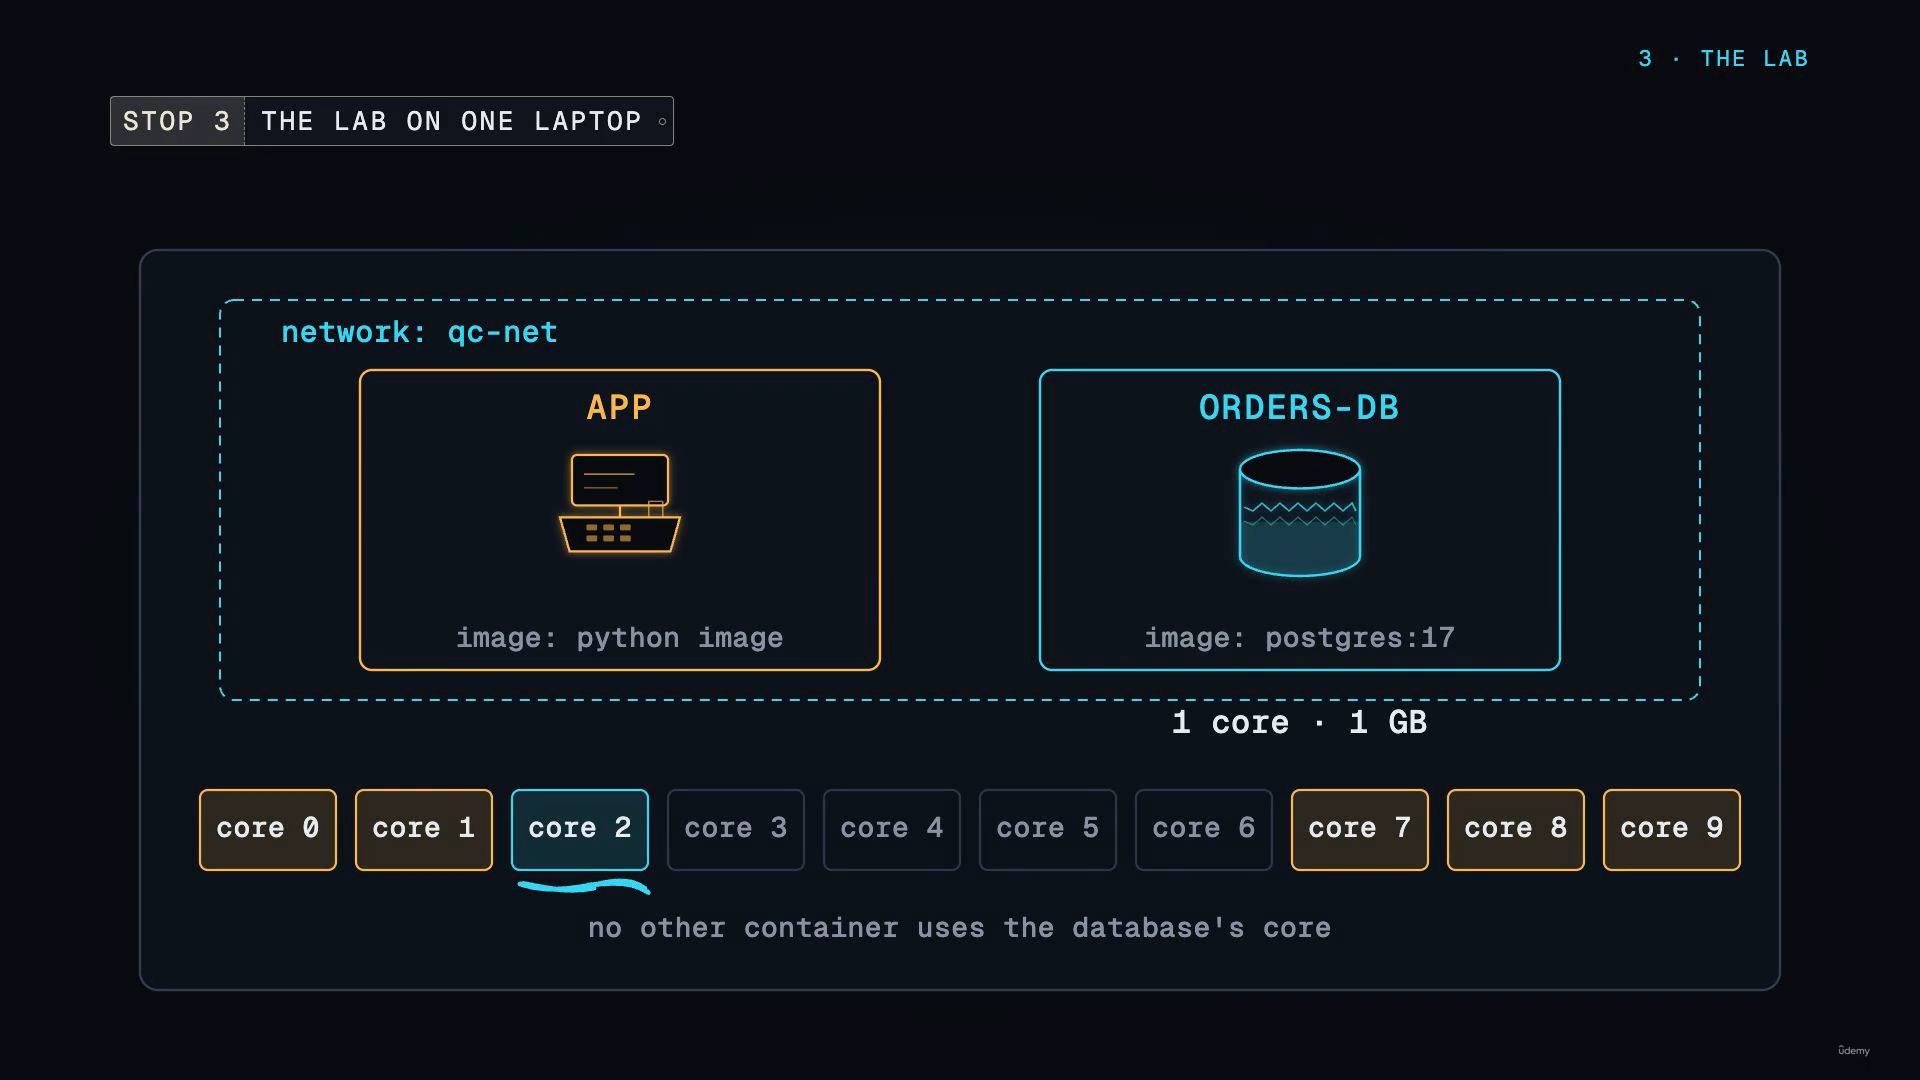 3 · THE LAB
STOP 3 THE LAB ON ONE LAPTOP
network: qc-net
APP
ORDERS-DB
image: python image
image: postgres:17
1 core · 1 GB
core 0 core 1 core 2 core 3 core 4 core 5 core 6 core 7 core 8 core 9
no other container uses the database's core
ûdemy